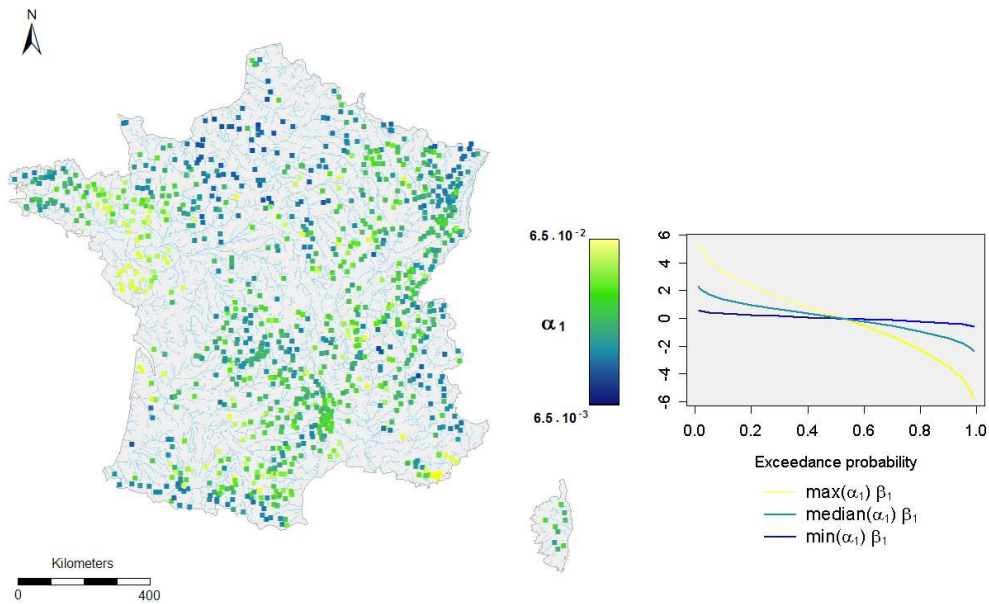 N
6.5 . 10⁻²
α₁
6.5 . 10⁻³
Kilometers
0 400
6
4
2
0
-2
-4
-6
0.0 0.2 0.4 0.6 0.8 1.0
Exceedance probability
max(α₁) β₁
median(α₁) β₁
min(α₁) β₁